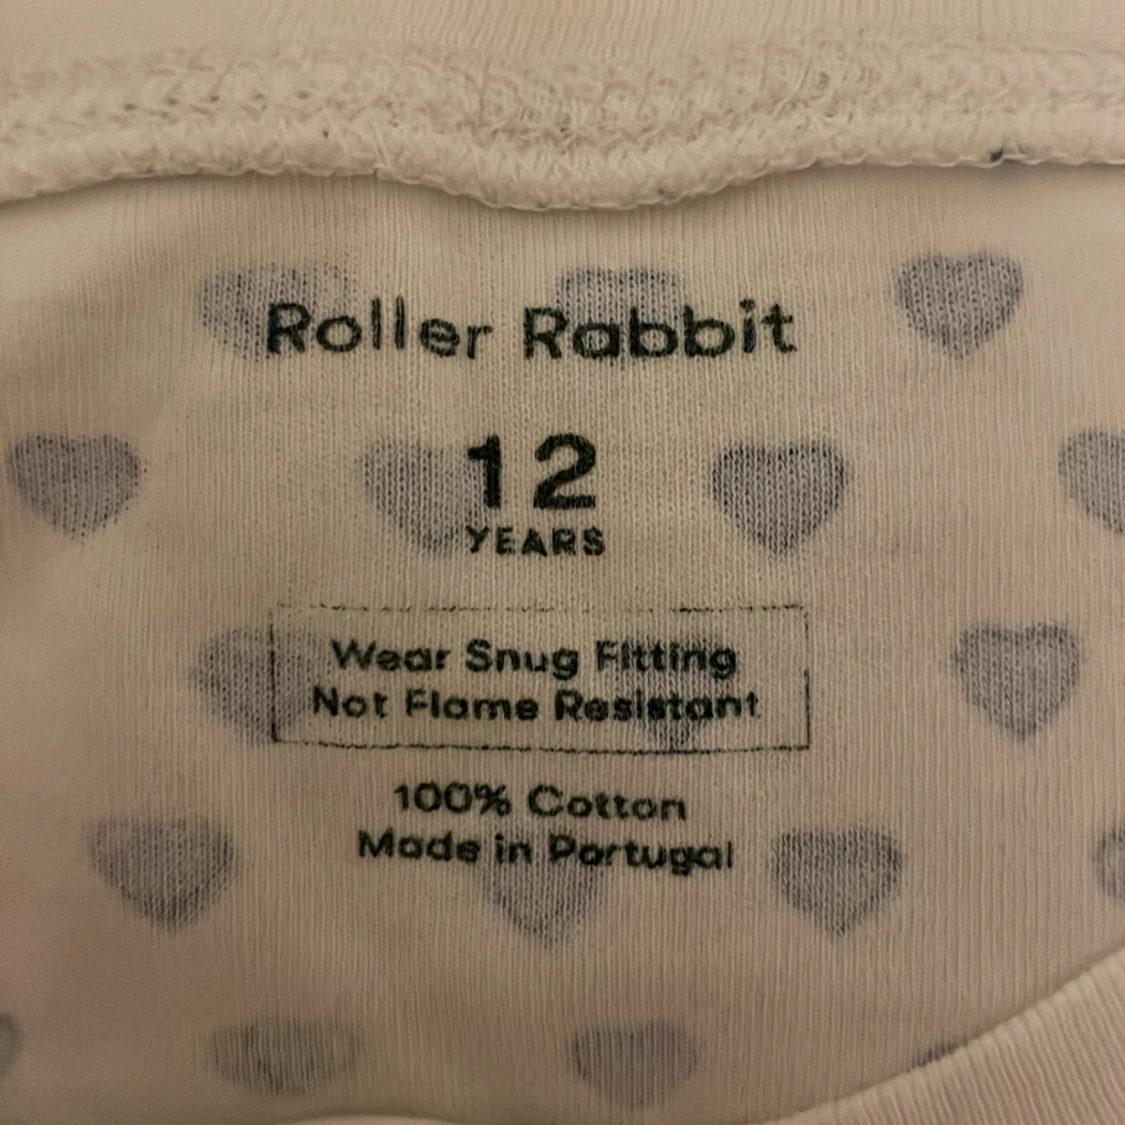 Roller Rabbit
12
YEARS
Wear Snug Fitting
Not Flame Resistant
100% Cotton
Made in Portugal